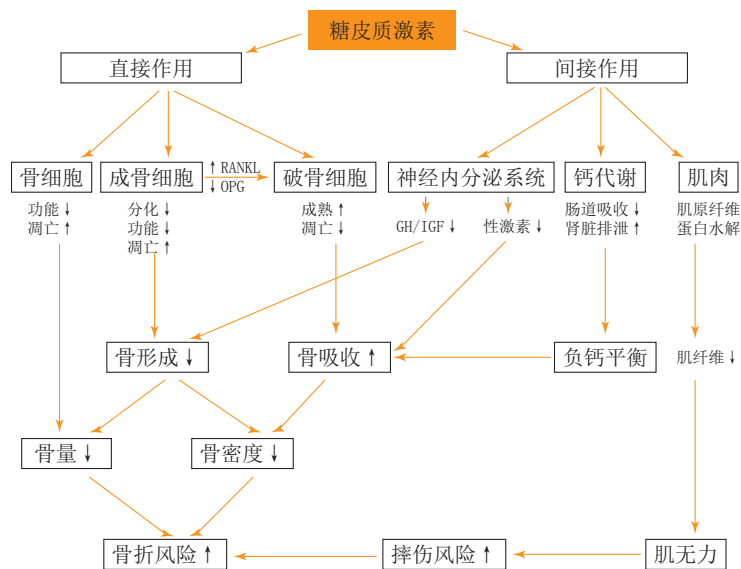 糖皮质激素
直接作用
间接作用
骨细胞
成骨细胞
↑ RANKL
↓ OPG
破骨细胞
神经内分泌系统
钙代谢
肌肉
功能 ↓
凋亡 ↑
分化 ↓
功能 ↓
凋亡 ↑
成熟 ↑
凋亡 ↓
GH/IGF ↓
性激素 ↓
肠道吸收 ↓
肾脏排泄 ↑
肌原纤维
蛋白水解
骨形成 ↓
骨吸收 ↑
负钙平衡
肌纤维 ↓
骨量 ↓
骨密度 ↓
骨折风险 ↑
摔伤风险 ↑
肌无力